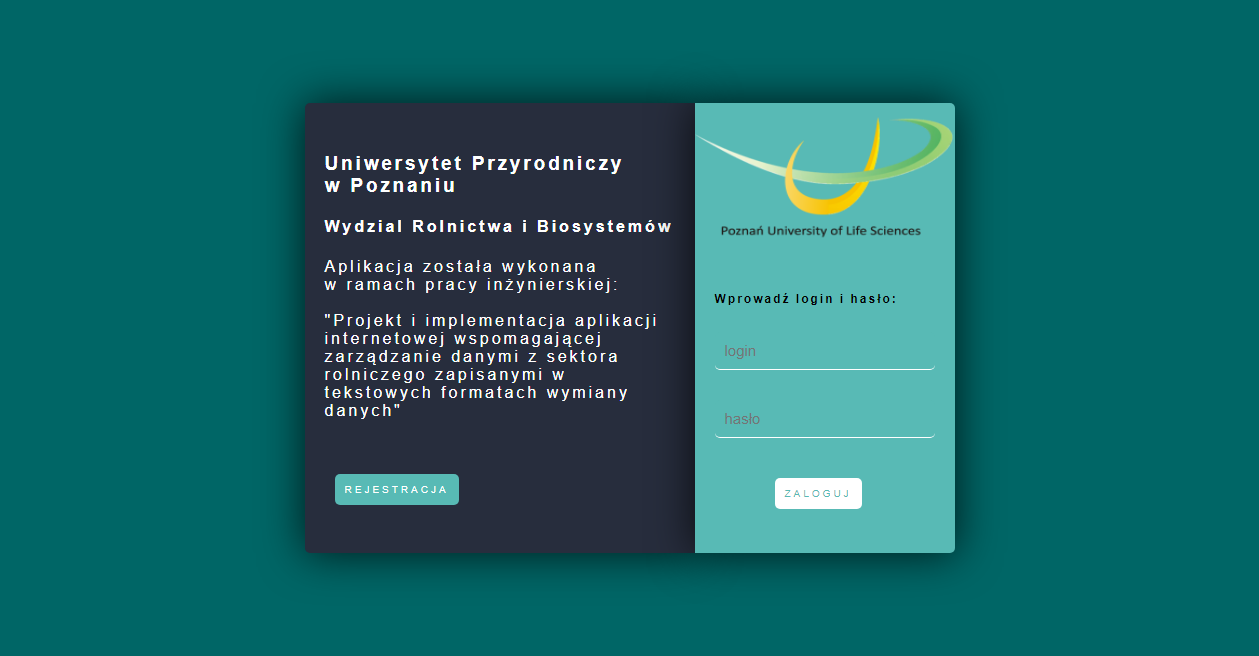 Uniwersytet Przyrodniczy
w Poznaniu
Wydzial Rolnictwa i Biosystemów
Aplikacja została wykonana
w ramach pracy inżynierskiej:
"Projekt i implementacja aplikacji
internetowej wspomagającej
zarządzanie danymi z sektora
rolniczego zapisanymi w
tekstowych formatach wymiany
danych"
REJESTRACJA
Poznań University of Life Sciences
Wprowadź login i hasło:
login
hasło
ZALOGUJ